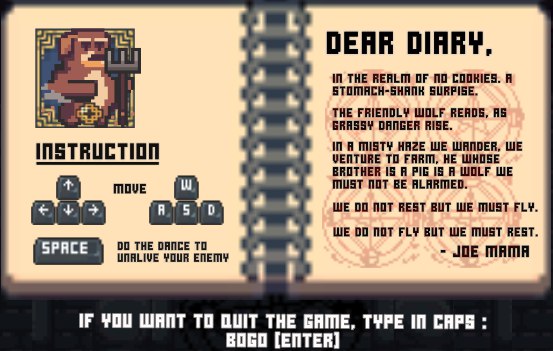 INSTRUCTION
↑
MOVE
W
← ↓ →
A S D
SPACE
DO THE DANCE TO
UNALIVE YOUR ENEMY
DEAR DIARY,
IN THE REALM OF NO COOKIES. A
STOMACH-SHANK SURPISE.
THE FRIENDLY WOLF READS, AS
GRASSY DANGER RISE.
IN A MISTY HAZE WE WANDER, WE
VENTURE TO FARM, HE WHOSE
BROTHER IS A PIG IS A WOLF WE
MUST NOT BE ALARMED.
WE DO NOT REST BUT WE MUST FLY.
WE DO NOT FLY BUT WE MUST REST.
- JOE MAMA
IF YOU WANT TO QUIT THE GAME, TYPE IN CAPS :
BOGO [ENTER]